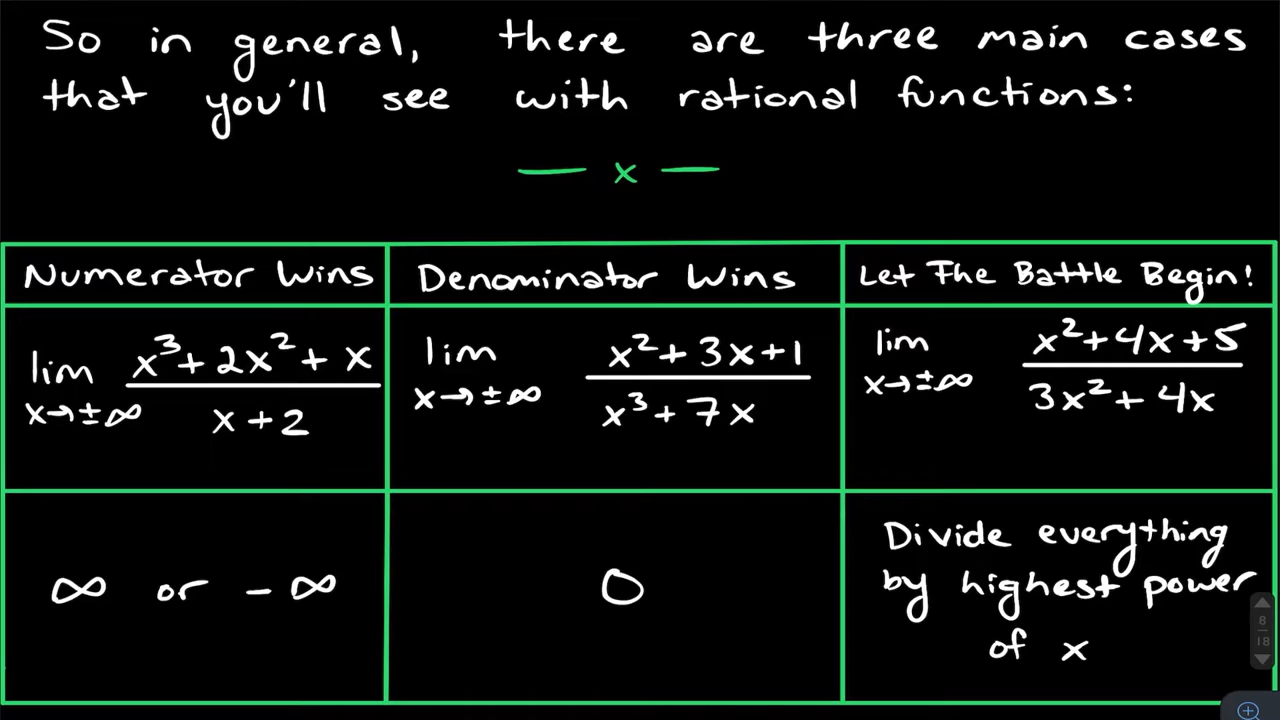 So in general, there are three main cases
that you'll see with rational functions:
— x —
Numerator Wins
Denominator Wins
Let The Battle Begin!
lim x→±∞ (x³+2x²+x)/(x+2)
lim x→±∞ (x²+3x+1)/(x³+7x)
lim x→±∞ (x²+4x+5)/(3x²+4x)
∞ or -∞
0
Divide everything
by highest power
of x
8
18